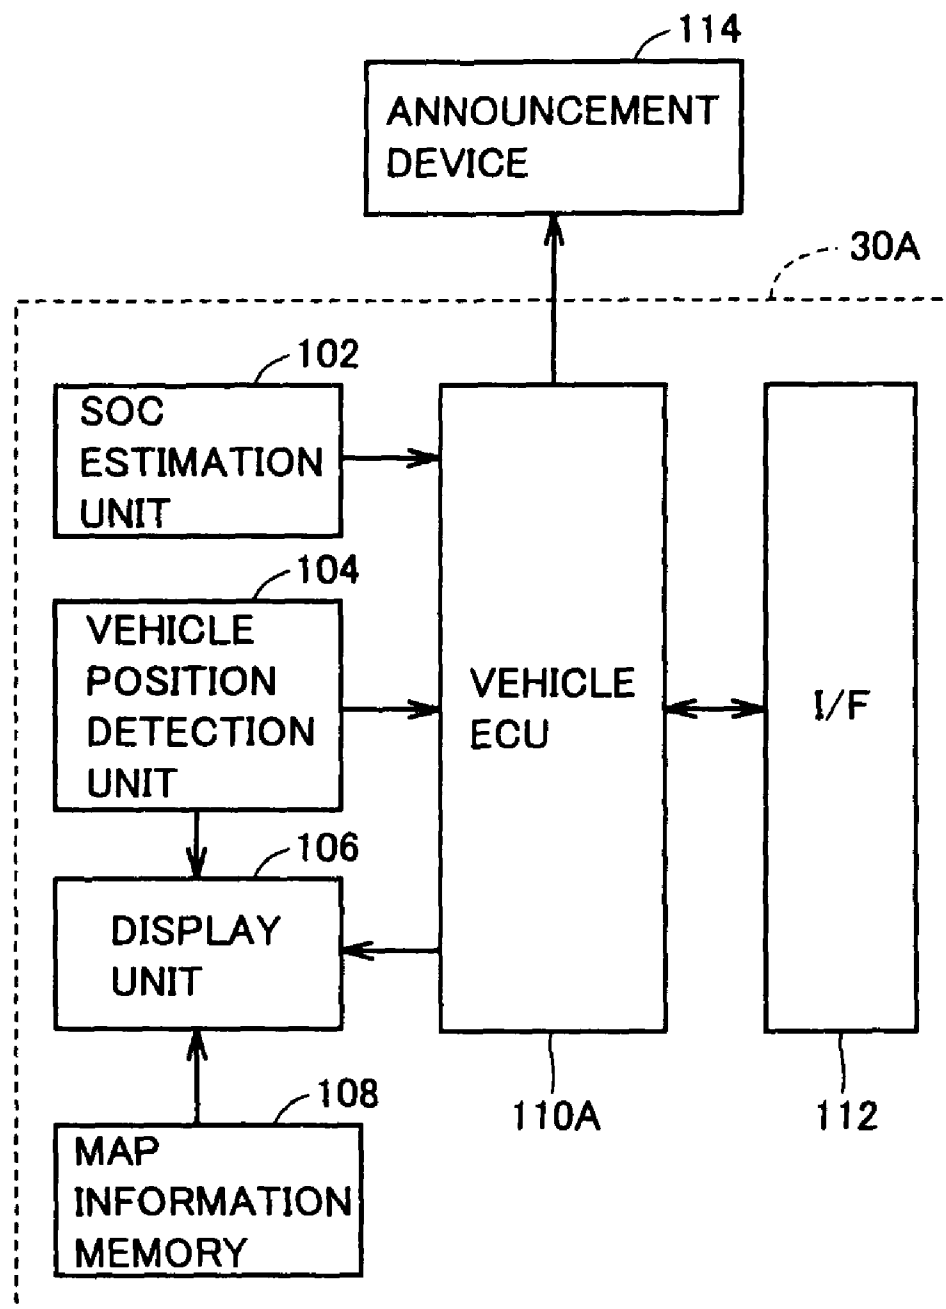 114
ANNOUNCEMENT
DEVICE
30A
102
SOC
ESTIMATION
UNIT
104
VEHICLE
POSITION
DETECTION
UNIT
VEHICLE
ECU
I/F
106
DISPLAY
UNIT
108
110A
112
MAP
INFORMATION
MEMORY